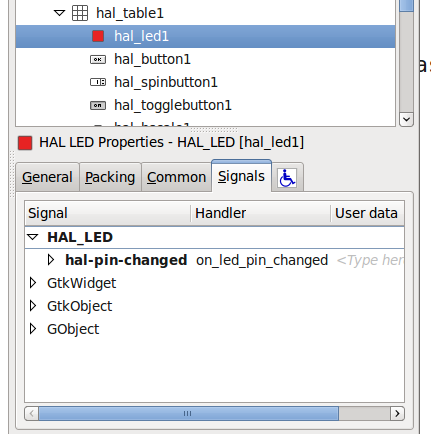 hal_table1
hal_led1
hal_button1
hal_spinbutton1
hal_togglebutton1
HAL LED Properties - HAL_LED [hal_led1]
General Packing Common Signals
Signal Handler User data
HAL_LED
hal-pin-changed on_led_pin_changed <Type her
GtkWidget
GtkObject
GObject